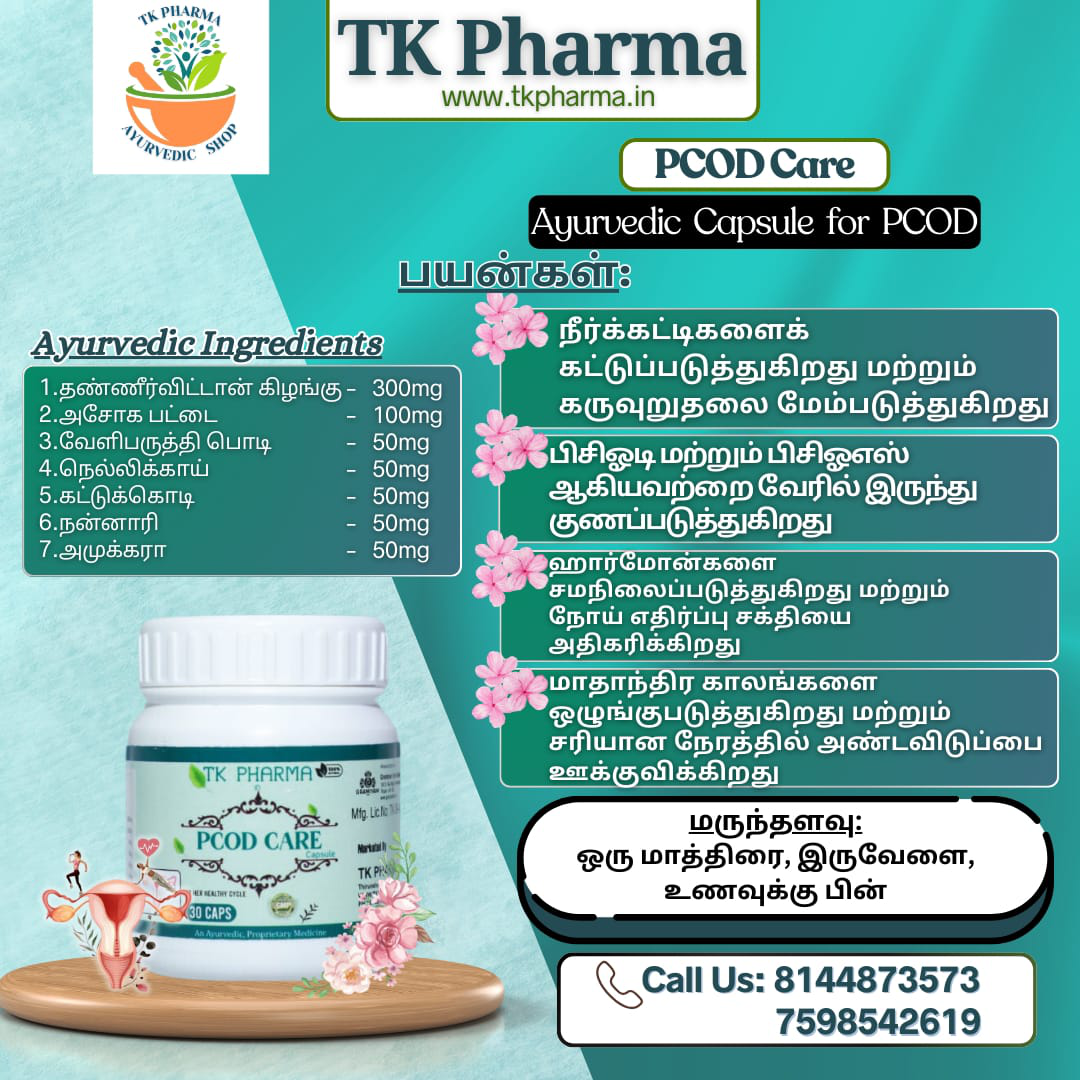 TK PHARMA
AYURVEDIC SHOP
TK Pharma
www.tkpharma.in
PCOD Care
Ayurvedic Capsule for PCOD
பயன்கள்:
நீர்க்கட்டிகளைக்
கட்டுப்படுத்துகிறது மற்றும்
கருவுறுதலை மேம்படுத்துகிறது
பிசிஓடி மற்றும் பிசிஓஎஸ்
ஆகியவற்றை வேரில் இருந்து
குணப்படுத்துகிறது
ஹார்மோன்களை
சமநிலைப்படுத்துகிறது மற்றும்
நோய் எதிர்ப்பு சக்தியை
அதிகரிக்கிறது
மாதாந்திர காலங்களை
ஒழுங்குபடுத்துகிறது மற்றும்
சரியான நேரத்தில் அண்டவிடுப்பை
ஊக்குவிக்கிறது
Ayurvedic Ingredients
1.தண்ணீர்விட்டான் கிழங்கு - 300mg
2.அசோக பட்டை - 100mg
3.வேளிபருத்தி பொடி - 50mg
4.நெல்லிக்காய் - 50mg
5.கட்டுக்கொடி - 50mg
6.நன்னாரி - 50mg
7.அமுக்கரா - 50mg
TK PHARMA
PCOD CARE
Capsule
HER HEALTHY CYCLE
30 CAPS
GMP
An Ayurvedic, Proprietary Medicine
Mfg. Lic.No
Marketed By
TK
மருந்தளவு:
ஒரு மாத்திரை, இருவேளை,
உணவுக்கு பின்
Call Us: 8144873573
7598542619